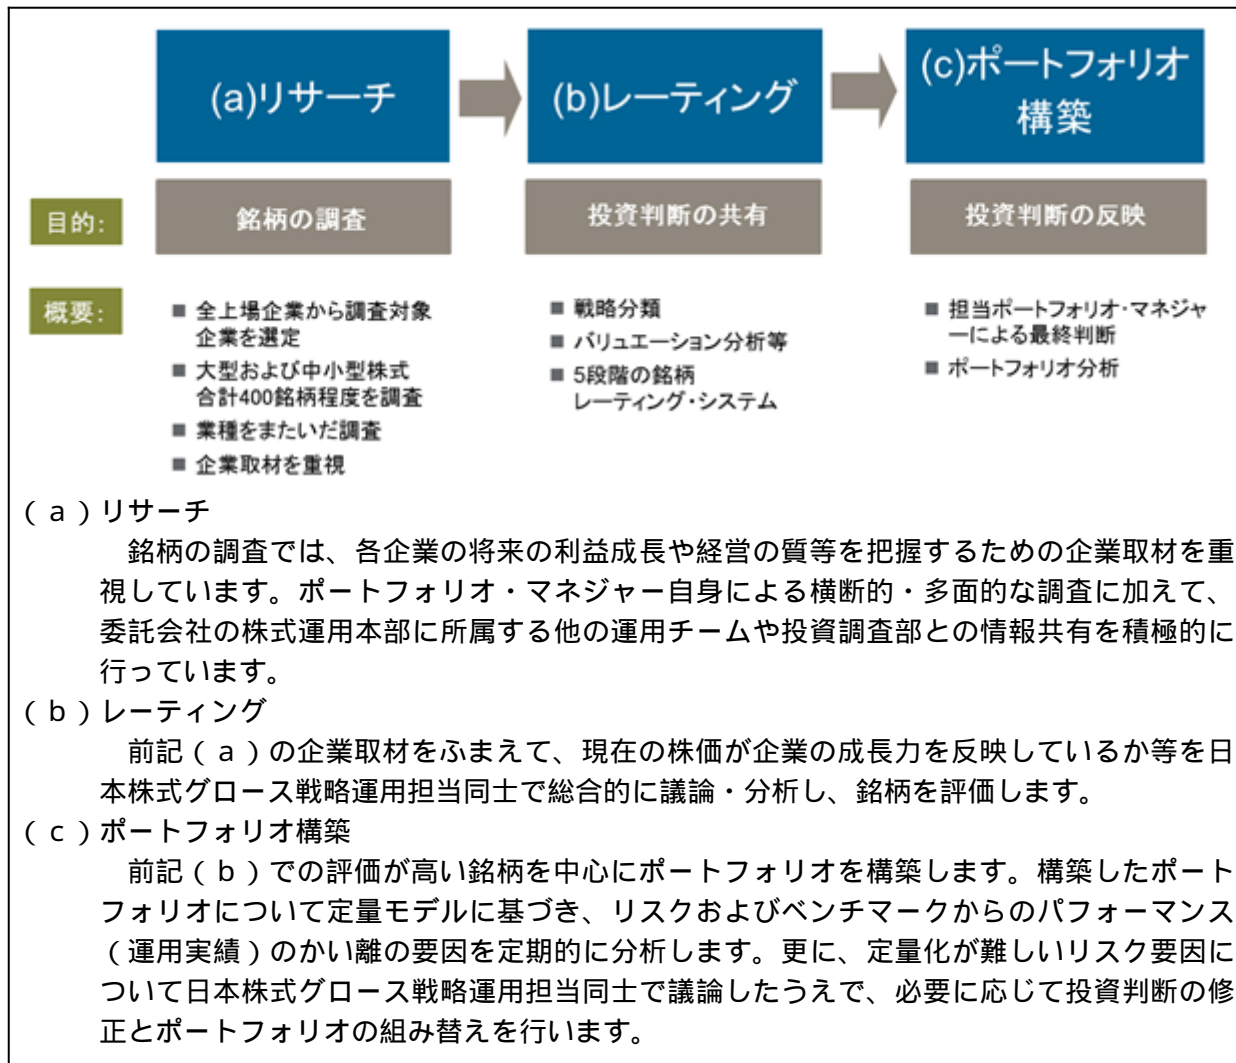 (a)リサーチ
(b)レーティング
(c)ポートフォリオ
構築
目的:
銘柄の調査
投資判断の共有
投資判断の反映
概要:
■ 全上場企業から調査対象
企業を選定
■ 大型および中小型株式
合計400銘柄程度を調査
■ 業種をまたいだ調査
■ 企業取材を重視
■ 戦略分類
■ バリュエーション分析等
■ 5段階の銘柄
レーティング・システム
■ 担当ポートフォリオ・マネジャ
ーによる最終判断
■ ポートフォリオ分析
(a)リサーチ
銘柄の調査では、各企業の将来の利益成長や経営の質等を把握するための企業取材を重
視しています。ポートフォリオ・マネジャー自身による横断的・多面的な調査に加えて、
委託会社の株式運用本部に所属する他の運用チームや投資調査部との情報共有を積極的に
行っています。
(b)レーティング
前記(a)の企業取材をふまえて、現在の株価が企業の成長力を反映しているか等を日
本株式グロース戦略運用担当同士で総合的に議論・分析し、銘柄を評価します。
(c)ポートフォリオ構築
前記(b)での評価が高い銘柄を中心にポートフォリオを構築します。構築したポート
フォリオについて定量モデルに基づき、リスクおよびベンチマークからのパフォーマンス
(運用実績)のかい離の要因を定期的に分析します。更に、定量化が難しいリスク要因に
ついて日本株式グロース戦略運用担当同士で議論したうえで、必要に応じて投資判断の修
正とポートフォリオの組み替えを行います。